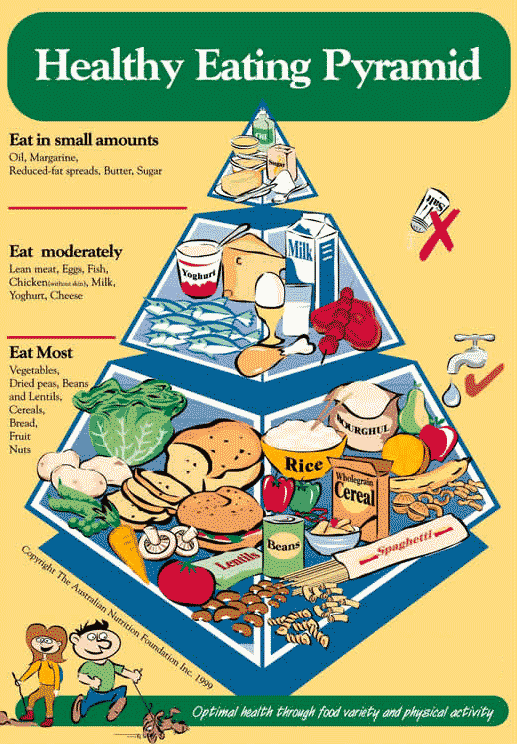 Healthy Eating Pyramid
Eat in small amounts
Oil, Margarine,
Reduced-fat spreads, Butter, Sugar
OIL
Sugar
Salt
Eat moderately
Lean meat, Eggs, Fish,
Chicken(without skin), Milk,
Yoghurt, Cheese
Yoghurt
Milk
Eat Most
Vegetables,
Dried peas, Beans
and Lentils,
Cereals,
Bread,
Fruit
Nuts
BOURGHUL
Rice
Wholegrain
Cereal
Beans
Lentils
Spaghetti
Copyright The Australian Nutrition Foundation Inc. 1999
Optimal health through food variety and physical activity